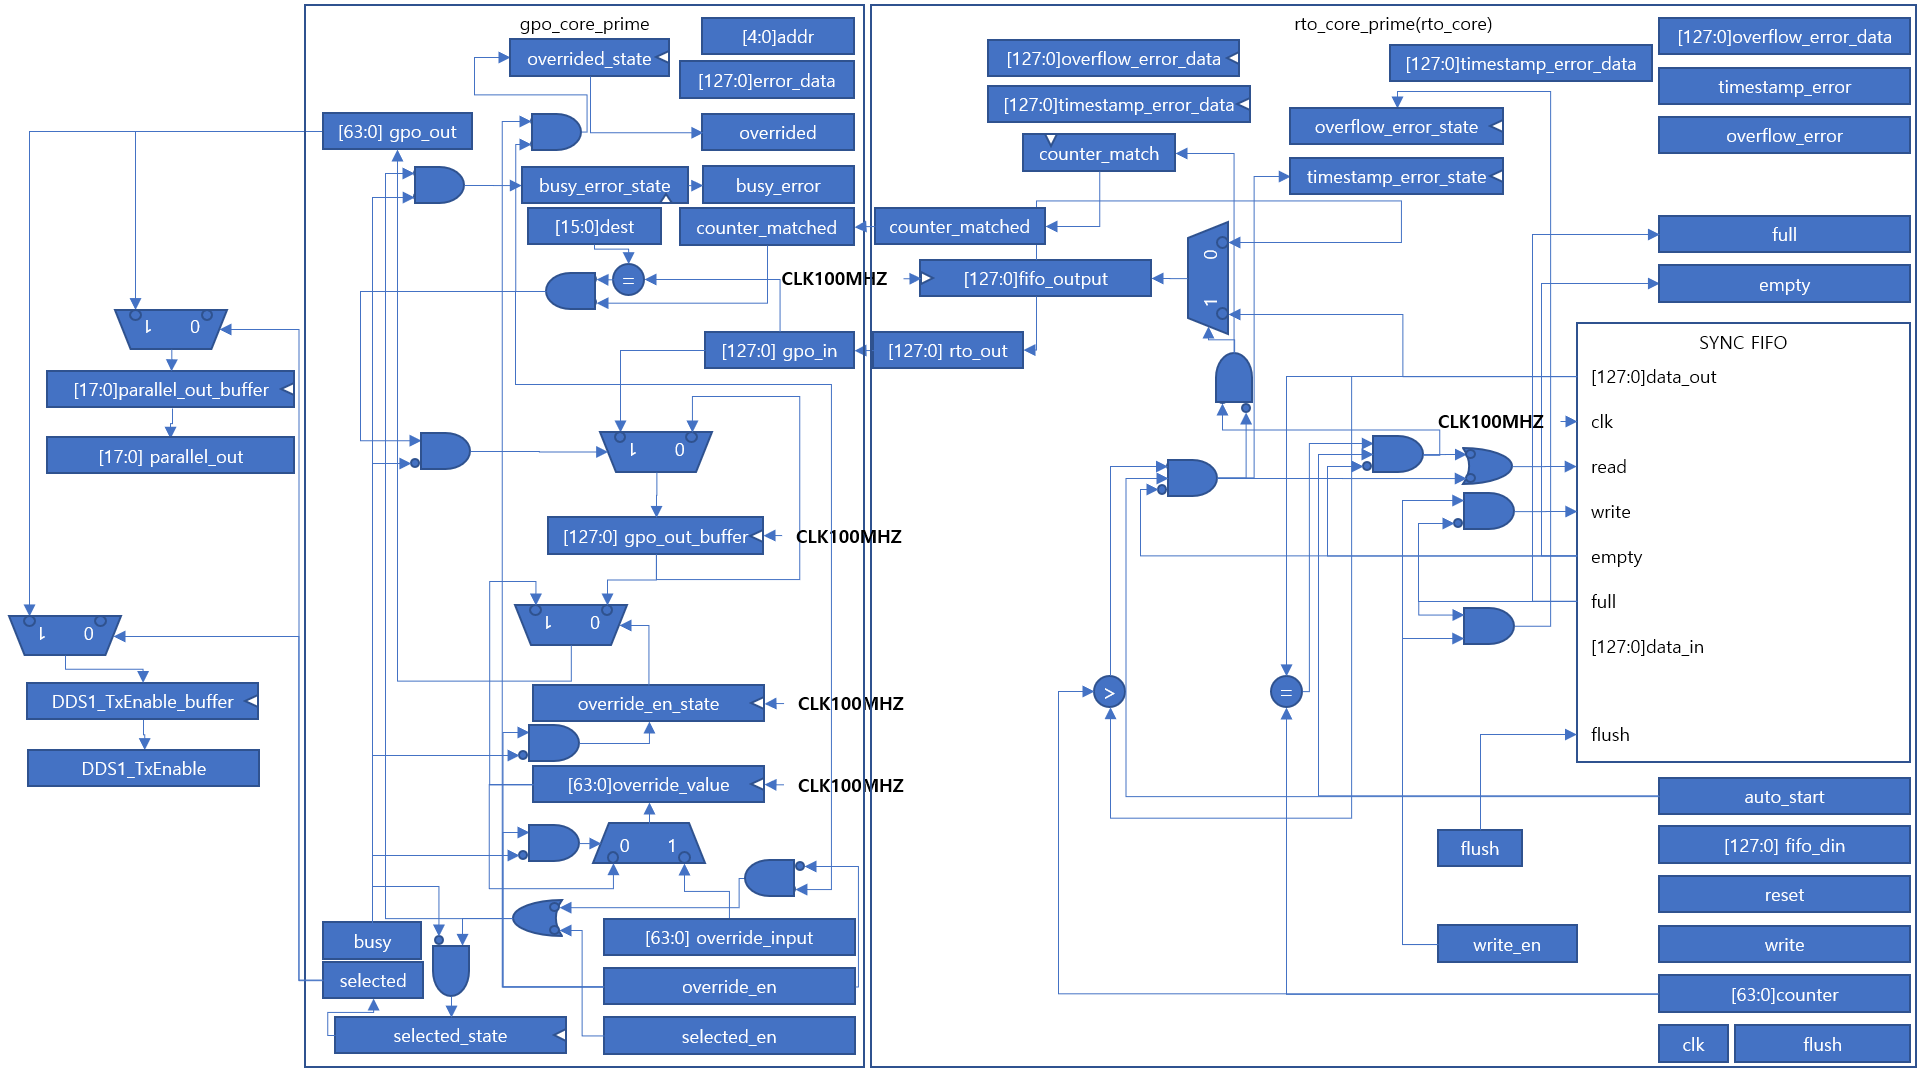 gpo_core_prime
[4:0]addr
overrided_state
[127:0]error_data
[63:0] gpo_out
overrided
busy_error_state
busy_error
[15:0]dest
counter_matched
=
[127:0] gpo_in
1 0
[17:0]parallel_out_buffer
[17:0] parallel_out
1 0
[127:0] gpo_out_buffer
CLK100MHZ
1 0
1 0
override_en_state
CLK100MHZ
DDS1_TxEnable_buffer
DDS1_TxEnable
[63:0]override_value
CLK100MHZ
0 1
busy
selected
selected_state
[63:0] override_input
override_en
selected_en
rto_core_prime(rto_core)
[127:0]overflow_error_data
[127:0]overflow_error_data
[127:0]timestamp_error_data
timestamp_error
[127:0]timestamp_error_data
overflow_error_state
overflow_error
counter_match
timestamp_error_state
counter_matched
full
CLK100MHZ
[127:0]fifo_output
0
1
empty
[127:0] rto_out
SYNC FIFO
[127:0]data_out
CLK100MHZ
clk
read
write
empty
full
[127:0]data_in
flush
>
=
auto_start
flush
[127:0] fifo_din
reset
write_en
write
[63:0]counter
clk
flush